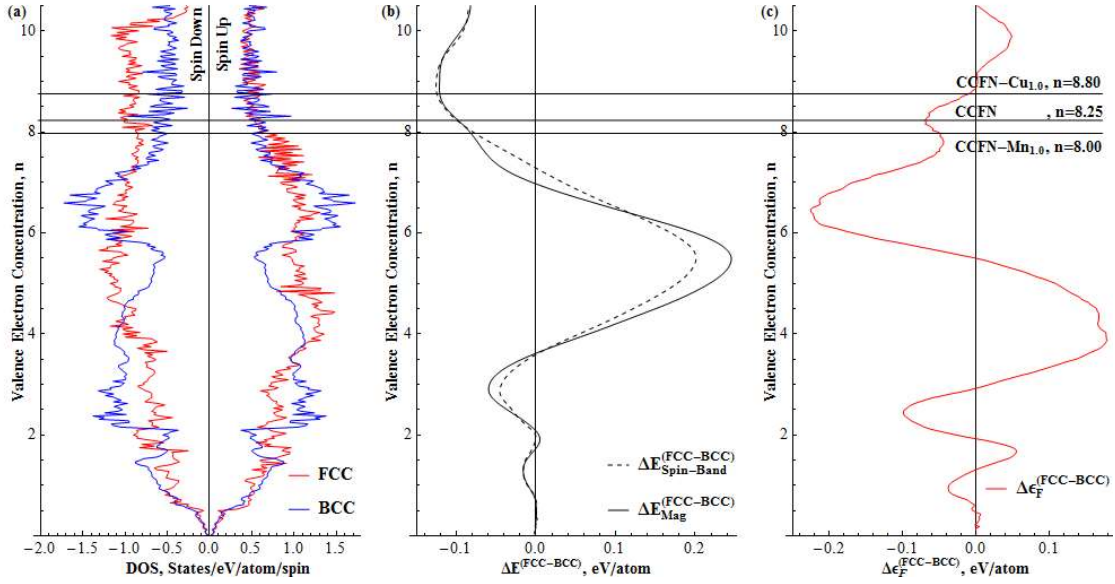 (a)
Spin Down
Spin Up
FCC
BCC
Valence Electron Concentration, n
10
8
6
4
2
−2.0 −1.5 −1.0 −0.5 0.0 0.5 1.0 1.5
DOS, States/eV/atom/spin
(b)
ΔE(FCC−BCC)Spin−Band
ΔE(FCC−BCC)Mag
Valence Electron Concentration, n
10
8
6
4
2
−0.1 0.0 0.1 0.2
ΔE(FCC−BCC), eV/atom
(c)
CCFN−Cu1.0, n=8.80
CCFN , n=8.25
CCFN−Mn1.0, n=8.00
Δϵ(FCC−BCC)F
Valence Electron Concentration, n
10
8
6
4
2
−0.2 −0.1 0.0 0.1
Δϵ(FCC−BCC)F, eV/atom